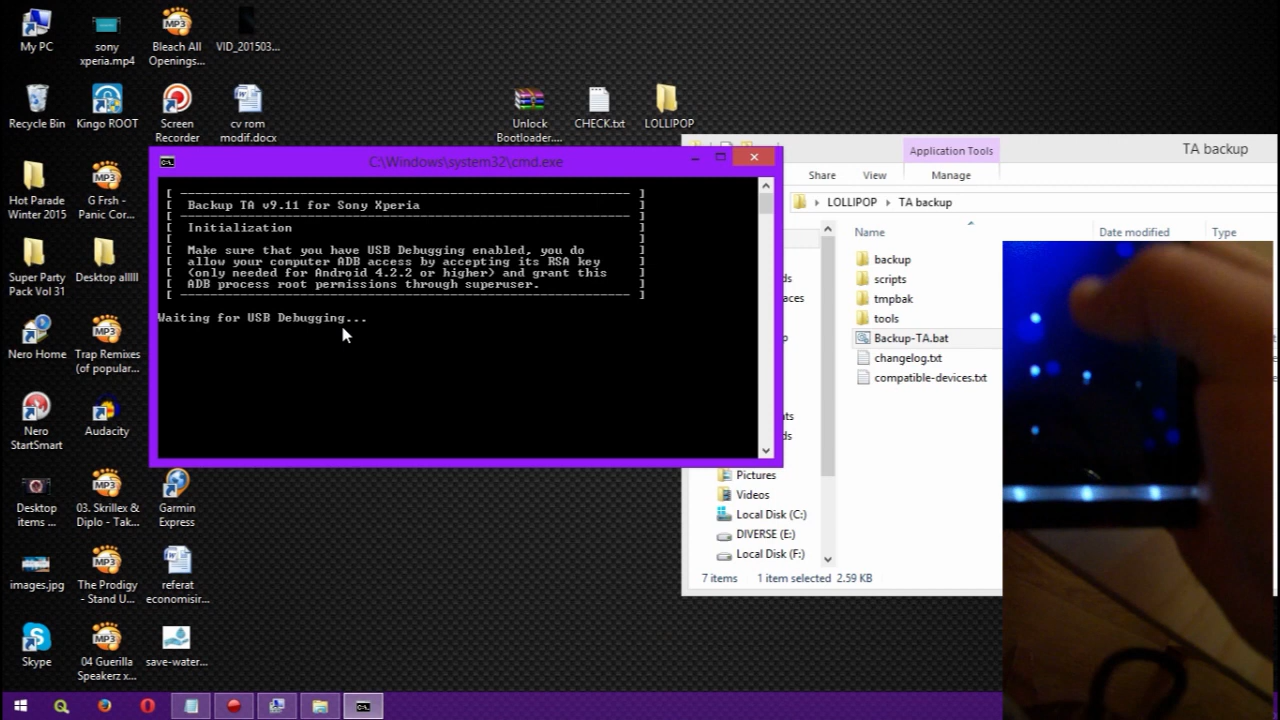 My PC
sony
xperia.mp4
Bleach All
Openings...
VID_201503...
Recycle Bin
Kingo ROOT
Screen
Recorder
cv rom
modif.docx
Unlock
Bootloader....
CHECK.txt
LOLLIPOP
Hot Parade
Winter 2015
G Frsh -
Panic Cor...
Super Party
Pack Vol 31
Desktop alllll
Nero Home
Trap Remixes
(of popular...
Nero
StartSmart
Audacity
Desktop
items ...
03. Skrillex &
Diplo - Tak...
Garmin
Express
images.jpg
The Prodigy
- Stand U...
referat
economisir...
Skype
04 Guerilla
Speakerz x...
save-water...
C:\Windows\system32\cmd.exe
[ ------------------------------------------------------------ ]
[ Backup TA v9.11 for Sony Xperia ]
[ ------------------------------------------------------------ ]
[ Initialization ]
[ ]
[ Make sure that you have USB Debugging enabled, you do ]
[ allow your computer ADB access by accepting its RSA key ]
[ (only needed for Android 4.2.2 or higher) and grant this ]
[ ADB process root permissions through superuser. ]
[ ------------------------------------------------------------ ]
Waiting for USB Debugging...
Application Tools
TA backup
Share
View
Manage
LOLLIPOP
TA backup
Name
Date modified
Type
backup
scripts
tmpbak
tools
Backup-TA.bat
changelog.txt
compatible-devices.txt
Pictures
Videos
Local Disk (C:)
DIVERSE (E:)
Local Disk (F:)
7 items
1 item selected 2.59 KB